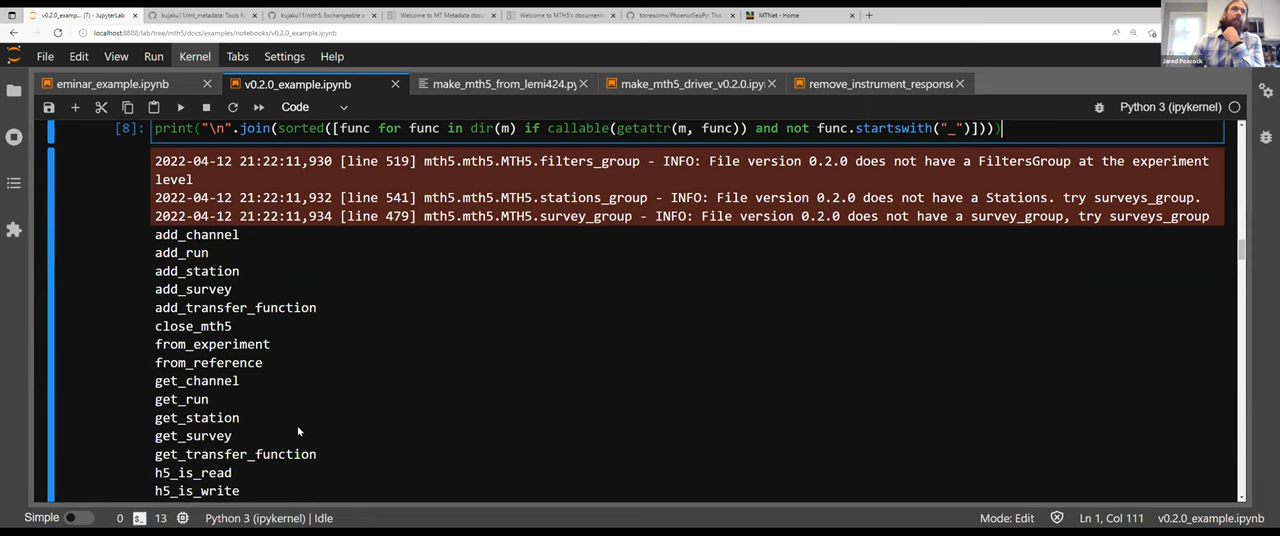 v0.2.0_examp... (7) - JupyterLab
kujaku11/mt_metadata: Tools f
kujaku11/mth5: Exchangeable a
Welcome to MT Metadata docum
Welcome to MTH5's documenta
torresolmx/PhoenixGeoPy: This
MTNet - Home
localhost:8888/lab/tree/mth5/docs/examples/notebooks/v0.2.0_example.ipynb
Jared Peacock
File Edit View Run Kernel Tabs Settings Help
eminar_example.ipynb
v0.2.0_example.ipynb
make_mth5_from_lemi424.py
make_mth5_driver_v0.2.0.ipynb
remove_instrument_response
Code
Python 3 (ipykernel)
[8]: print("\n".join(sorted([func for func in dir(m) if callable(getattr(m, func)) and not func.startswith("_")])))
2022-04-12 21:22:11,930 [line 519] mth5.mth5.MTH5.filters_group - INFO: File version 0.2.0 does not have a FiltersGroup at the experiment
level
2022-04-12 21:22:11,932 [line 541] mth5.mth5.MTH5.stations_group - INFO: File version 0.2.0 does not have a Stations. try surveys_group.
2022-04-12 21:22:11,934 [line 479] mth5.mth5.MTH5.survey_group - INFO: File version 0.2.0 does not have a survey_group, try surveys_group
add_channel
add_run
add_station
add_survey
add_transfer_function
close_mth5
from_experiment
from_reference
get_channel
get_run
get_station
get_survey
get_transfer_function
h5_is_read
h5_is_write
Simple 0 13 Python 3 (ipykernel) | Idle Mode: Edit Ln 1, Col 111 v0.2.0_example.ipynb